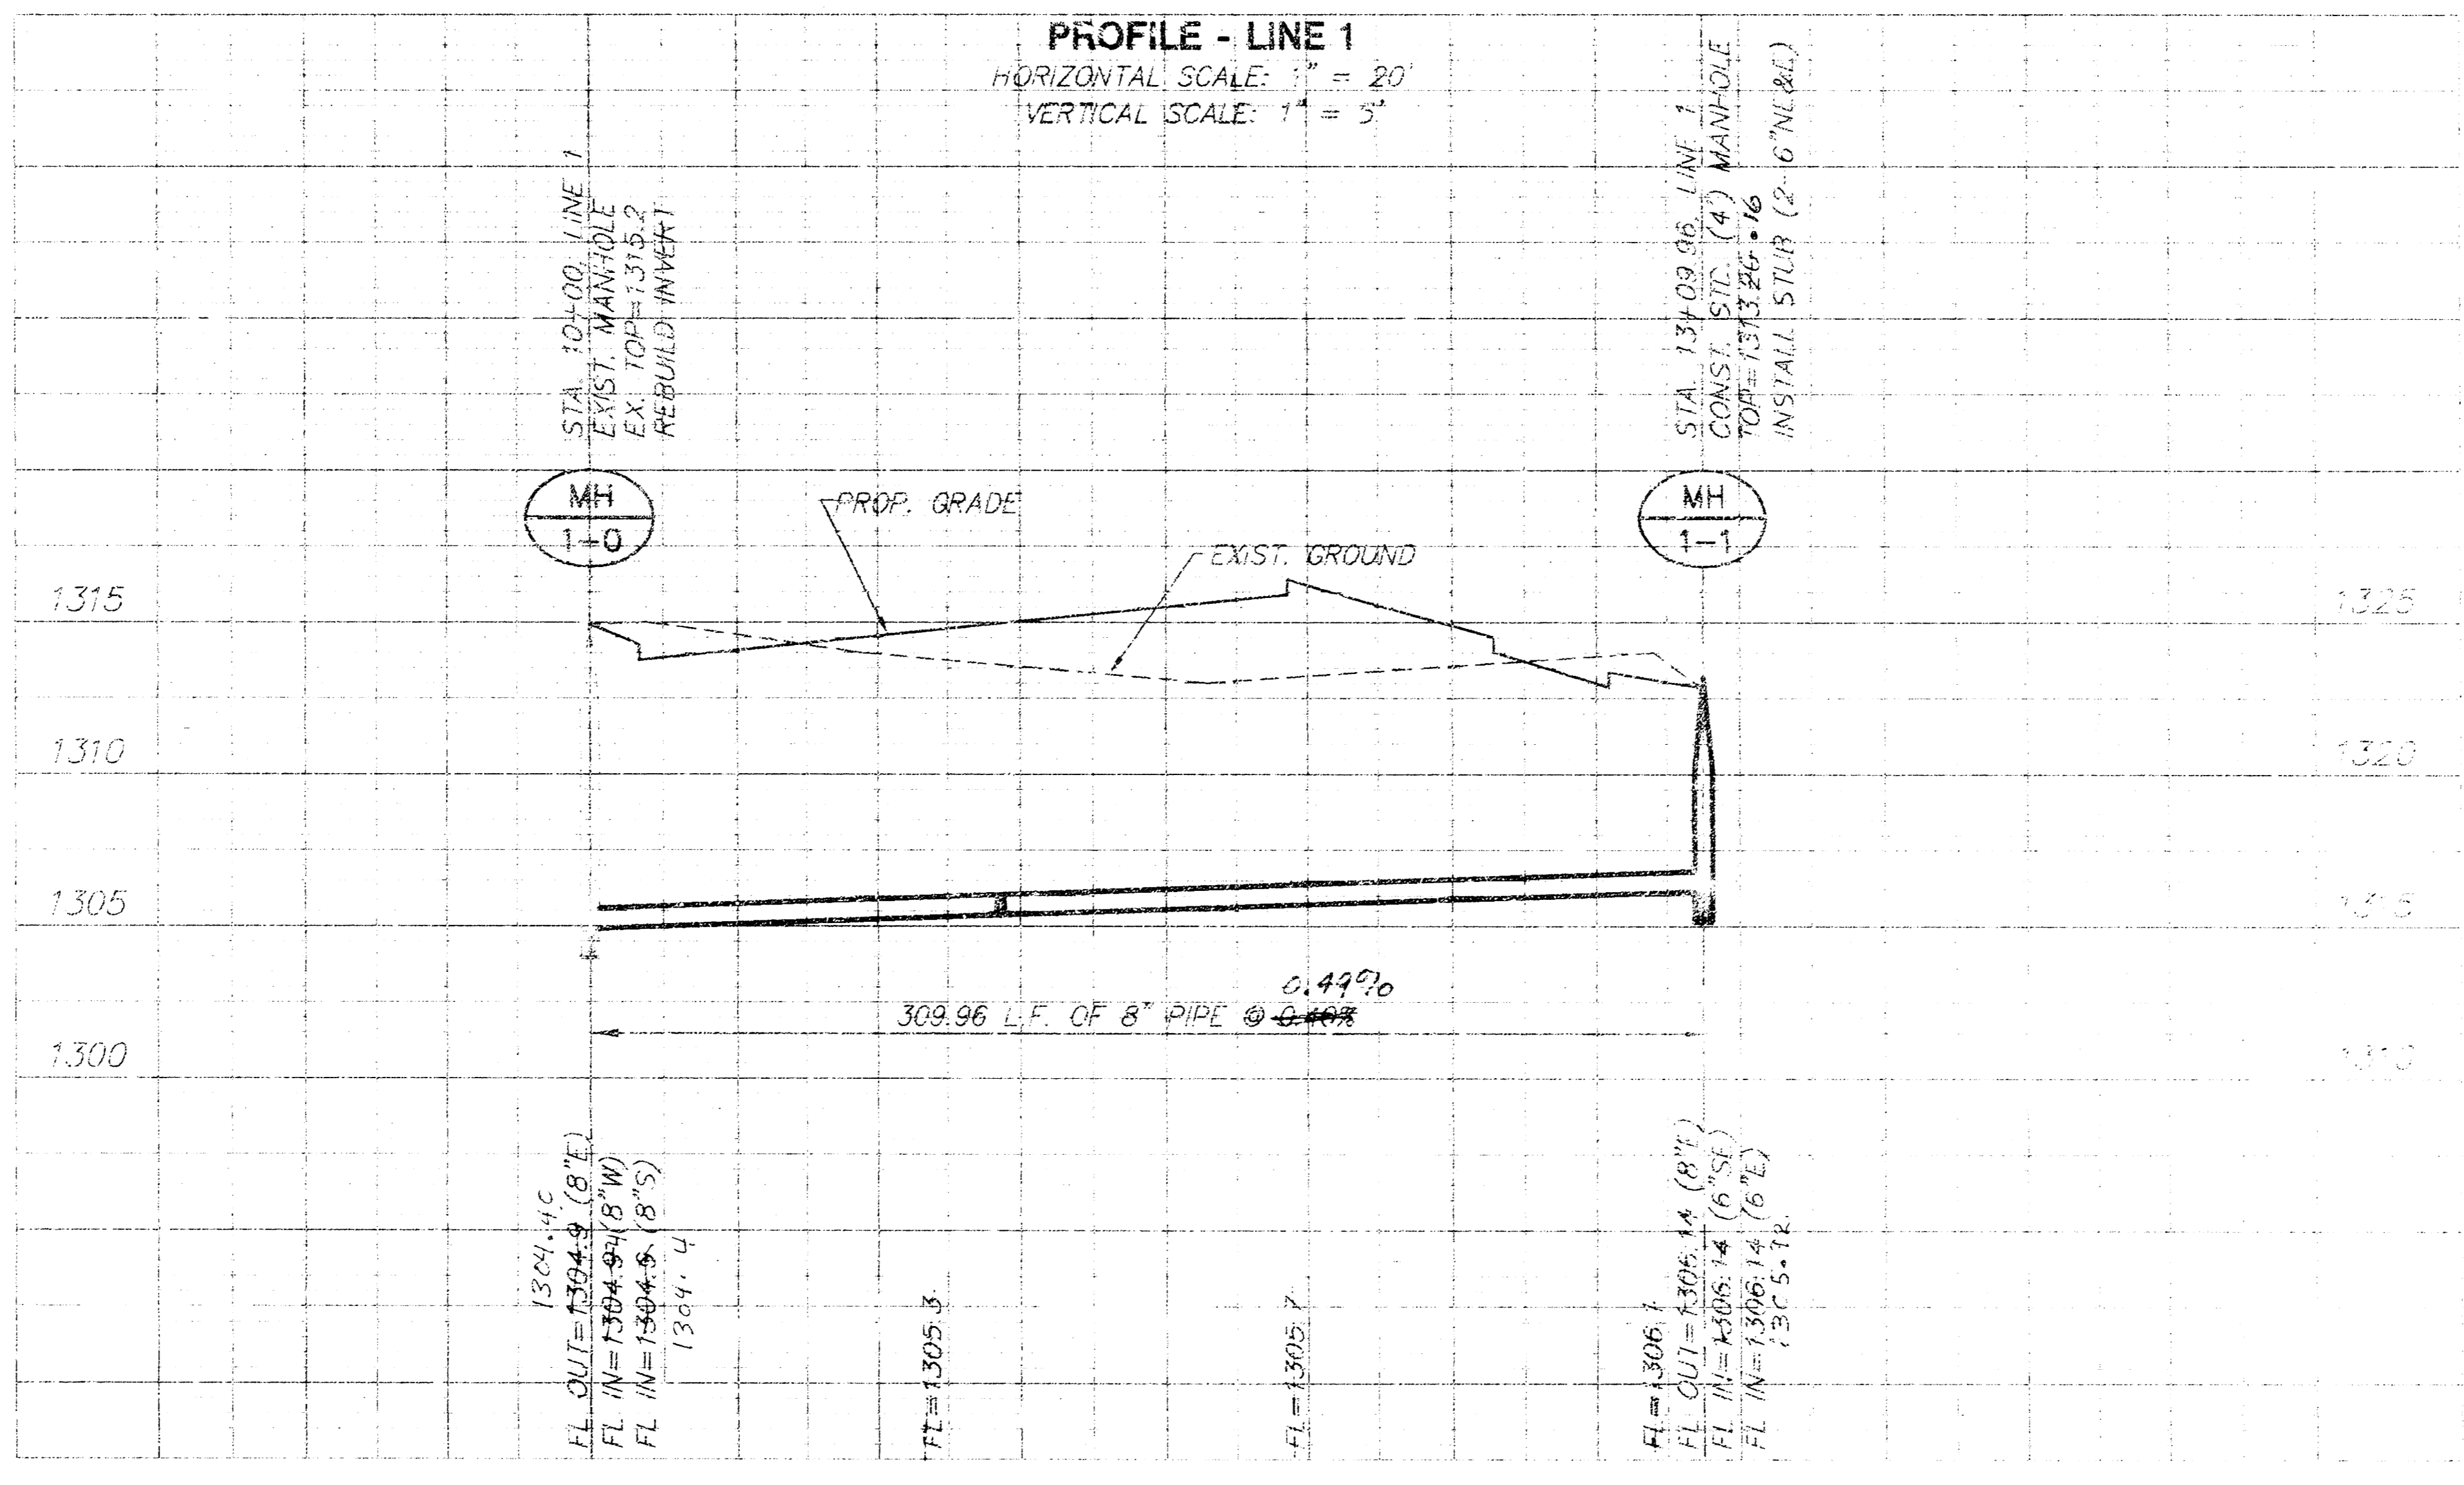 PROFILE - LINE 1
HORIZONTAL SCALE: 1" = 20'
VERTICAL SCALE: 1" = 5'
STA. 10+00, LINE 1
EXIST. MANHOLE
EX. TOP=1315.2
REBUILD INVERT
STA. 13+09.96, LINE 1
CONST. STD. (4') MANHOLE
TOP=1313.26 .16
INSTALL STUB (2-6"NE&E)
MH
1-0
MH
1-1
PROP. GRADE
EXIST. GROUND
1315
1325
1310
1320
1305
1315
1300
1310
0.49%
309.96 L.F. OF 8" PIPE @ 0.40%
1304.40
FL OUT=1304.9 (8"E)
FL IN=1304.94 (8"W)
FL IN=1304.9 (8"S)
1304.4
FL=1305.3
FL=1305.7
FL=1306.1
FL OUT=1306.14 (8"E)
FL IN=1306.14 (6"SE)
FL IN=1306.14 (6"E)